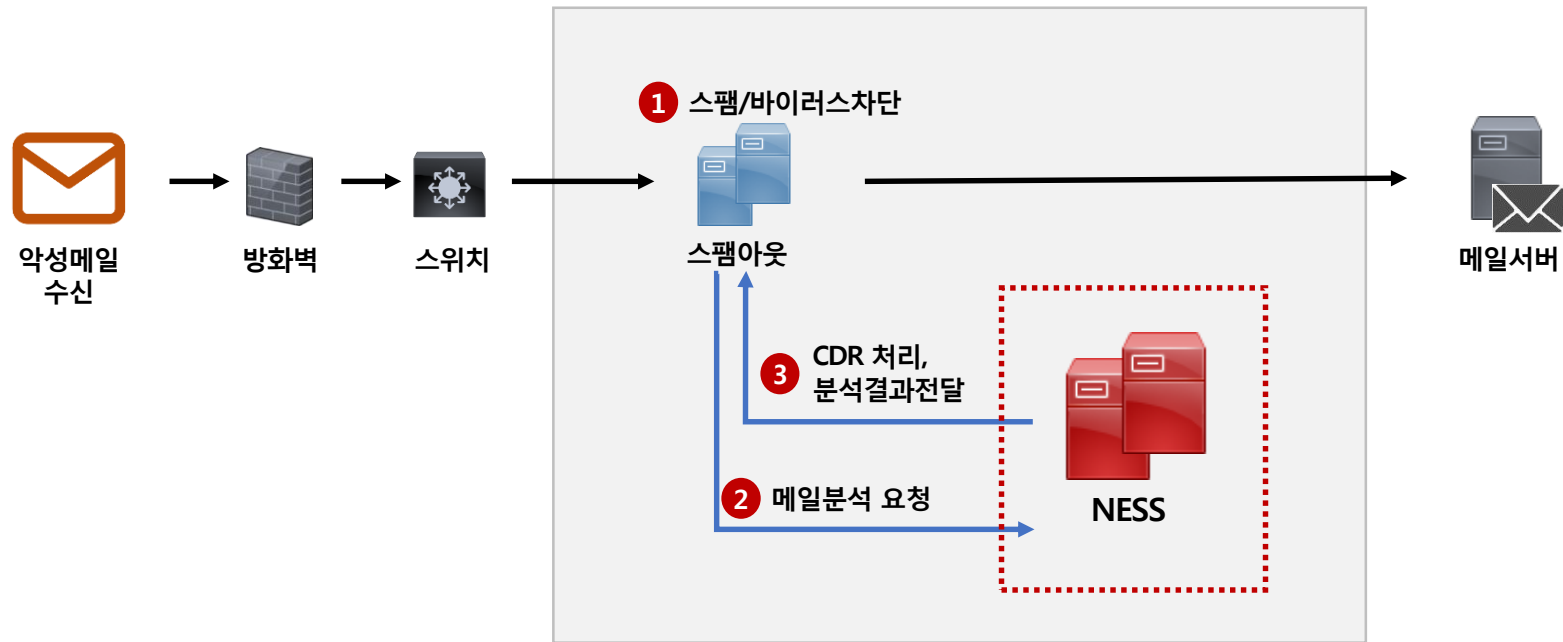 1 스팸/바이러스차단
악성메일
수신
방화벽
스위치
스팸아웃
메일서버
3 CDR 처리,
분석결과전달
2 메일분석 요청
NESS